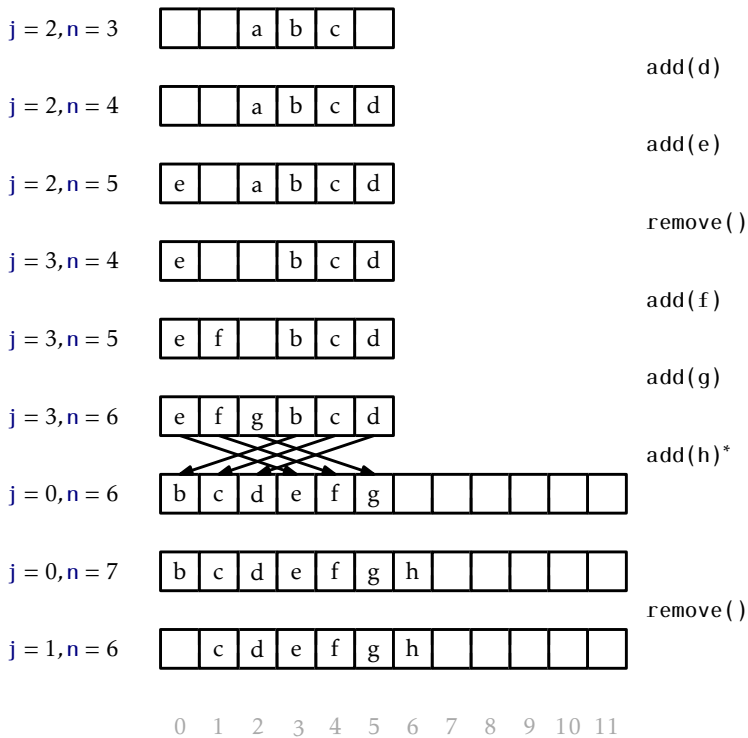 j = 2, n = 3 a b c
add(d)
j = 2, n = 4 a b c d
add(e)
j = 2, n = 5 e a b c d
remove()
j = 3, n = 4 e b c d
add(f)
j = 3, n = 5 e f b c d
add(g)
j = 3, n = 6 e f g b c d
add(h)*
j = 0, n = 6 b c d e f g
j = 0, n = 7 b c d e f g h
remove()
j = 1, n = 6 c d e f g h
0 1 2 3 4 5 6 7 8 9 10 11